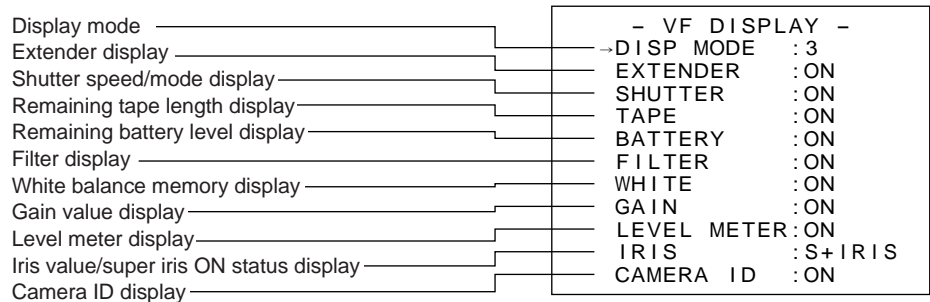 Display mode
Extender display
Shutter speed/mode display
Remaining tape length display
Remaining battery level display
Filter display
White balance memory display
Gain value display
Level meter display
Iris value/super iris ON status display
Camera ID display
– VF DISPLAY –
→DISP MODE :3
EXTENDER :ON
SHUTTER :ON
TAPE :ON
BATTERY :ON
FILTER :ON
WHITE :ON
GAIN :ON
LEVEL METER:ON
IRIS :S+IRIS
CAMERA ID :ON